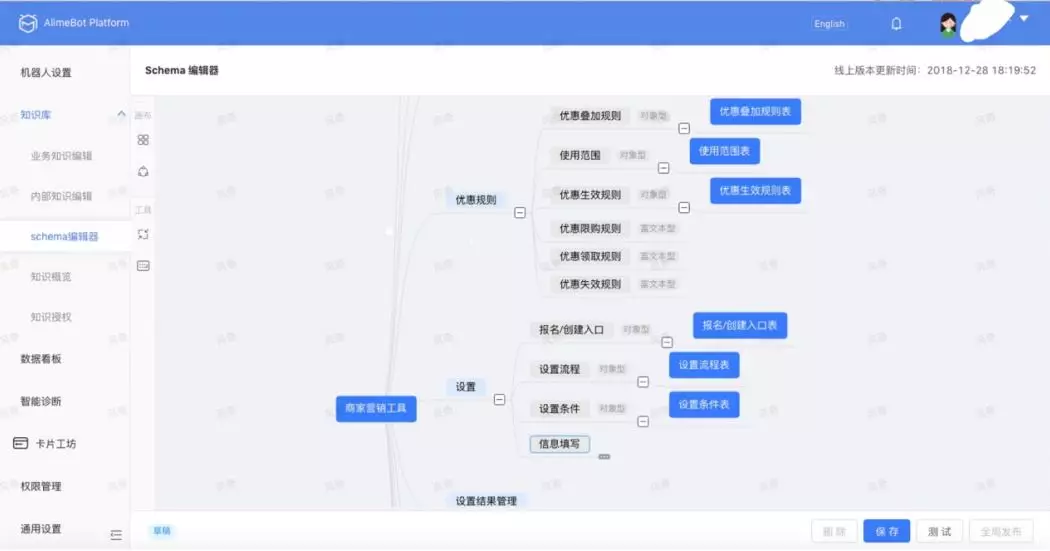 AlimeBot Platform
English
机器人设置
Schema 编辑器
线上版本更新时间：2018-12-28 18:19:52
知识库
画布
业务知识编辑
内部知识编辑
工具
schema编辑器
知识概览
知识授权
数据看板
智能诊断
卡片工坊
权限管理
通用设置
优惠叠加规则 对象型 优惠叠加规则表
使用范围 对象型 使用范围表
优惠生效规则 对象型 优惠生效规则表
优惠规则
优惠限购规则 富文本型
优惠领取规则 富文本型
优惠失效规则 富文本型
报名/创建入口 对象型 报名/创建入口表
设置流程 对象型 设置流程表
设置
设置条件 对象型 设置条件表
商家营销工具
信息填写
设置结果管理
草稿
删除 保存 测试 全局发布